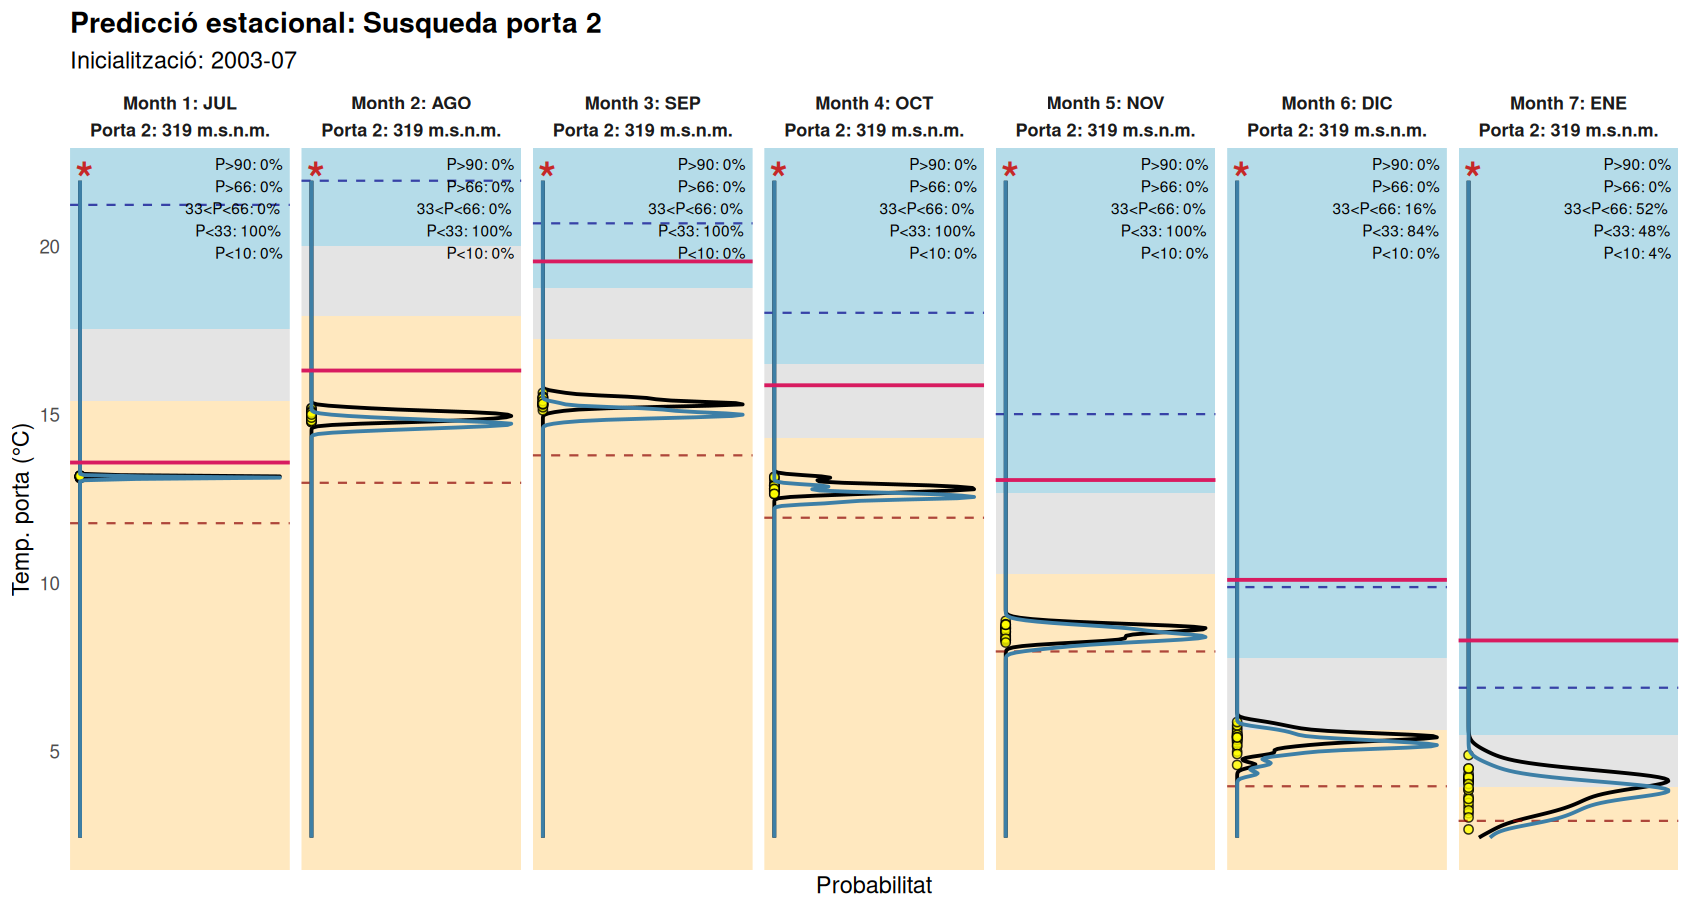 Predicció estacional: Susqueda porta 2
Inicialització: 2003-07
Month 1: JUL
Porta 2: 319 m.s.n.m.
Month 2: AGO
Porta 2: 319 m.s.n.m.
Month 3: SEP
Porta 2: 319 m.s.n.m.
Month 4: OCT
Porta 2: 319 m.s.n.m.
Month 5: NOV
Porta 2: 319 m.s.n.m.
Month 6: DIC
Porta 2: 319 m.s.n.m.
Month 7: ENE
Porta 2: 319 m.s.n.m.
*
P>90: 0%
P>66: 0%
33<P<66: 0%
P<33: 100%
P<10: 0%
*
P>90: 0%
P>66: 0%
33<P<66: 0%
P<33: 100%
P<10: 0%
*
P>90: 0%
P>66: 0%
33<P<66: 0%
P<33: 100%
P<10: 0%
*
P>90: 0%
P>66: 0%
33<P<66: 0%
P<33: 100%
P<10: 0%
*
P>90: 0%
P>66: 0%
33<P<66: 0%
P<33: 100%
P<10: 0%
*
P>90: 0%
P>66: 0%
33<P<66: 16%
P<33: 84%
P<10: 0%
*
P>90: 0%
P>66: 0%
33<P<66: 52%
P<33: 48%
P<10: 4%
20
15
10
5
Temp. porta (°C)
Probabilitat